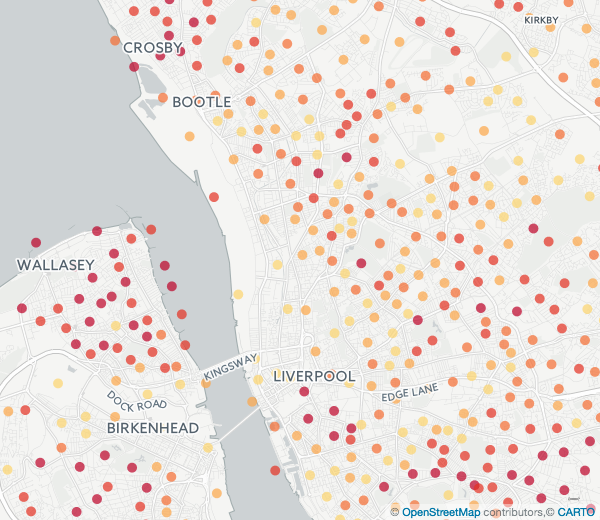 KIRKBY
CROSBY
BOOTLE
WALLASEY
KINGSWAY
LIVERPOOL
EDGE LANE
DOCK ROAD
BIRKENHEAD
© OpenStreetMap contributors,© CARTO